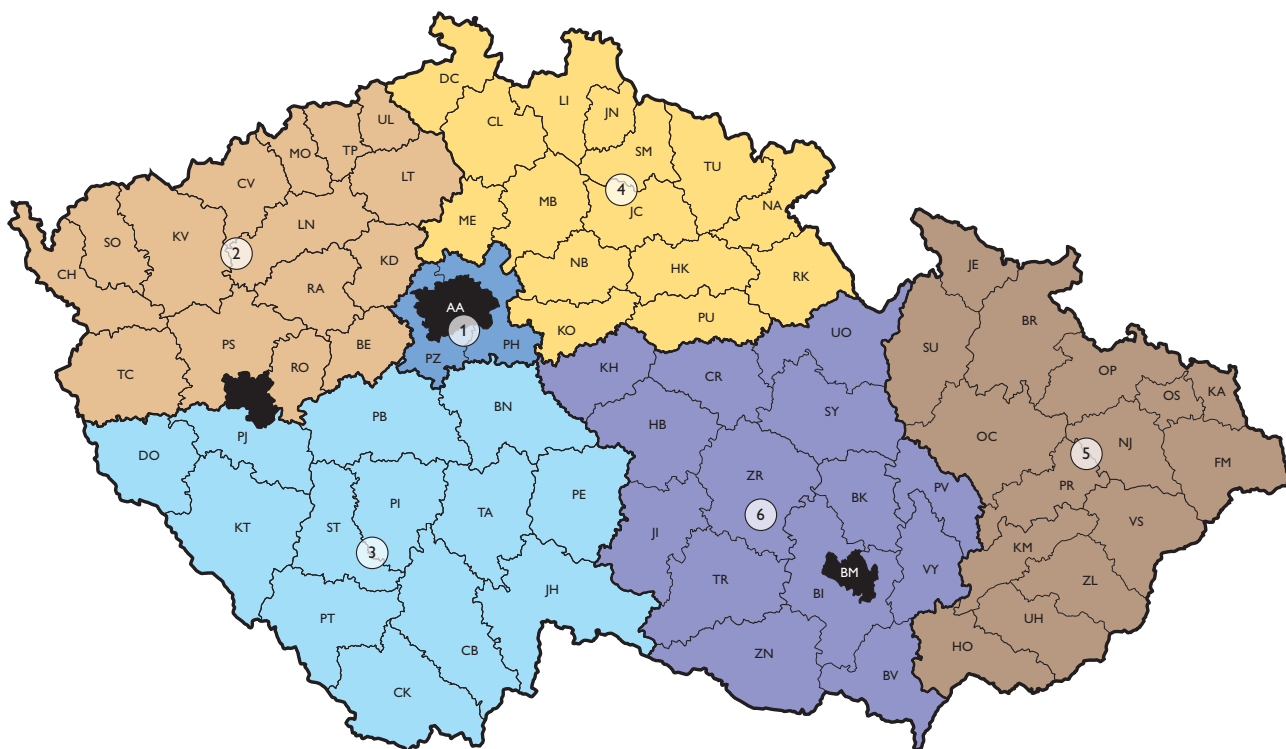 DC
LI
JN
CL
UL
MO
TP
SM
TU
LT
CV
4
MB
JC
NA
ME
LN
KV
SO
2
CH
KD
NB
HK
RK
JE
RA
AA
BR
PU
KO
1
UO
PS
BE
PZ
PH
SU
RO
TC
KH
CR
OP
OS
KA
BN
PB
SY
HB
PJ
OC
NJ
DO
5
FM
ZR
PV
PR
PE
BK
PI
TA
6
KT
ST
VS
3
JI
KM
BM
VY
TR
ZL
JH
BI
PT
UH
HO
CB
ZN
BV
CK